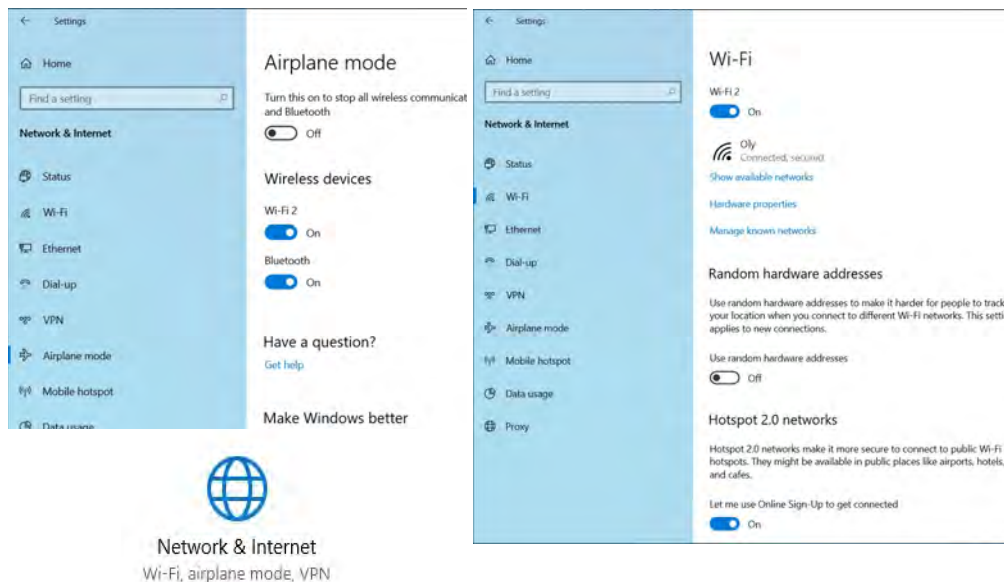 Settings
Home
Find a setting
Network & Internet
Status
Wi-Fi
Ethernet
Dial-up
VPN
Airplane mode
Mobile hotspot
Data usage
Airplane mode
Turn this on to stop all wireless communicat
and Bluetooth
Off
Wireless devices
Wi-Fi 2
On
Bluetooth
On
Have a question?
Get help
Make Windows better
Network & Internet
Wi-Fi, airplane mode, VPN
Settings
Home
Find a setting
Network & Internet
Status
Wi-Fi
Ethernet
Dial-up
VPN
Airplane mode
Mobile hotspot
Data usage
Proxy
Wi-Fi
Wi-Fi 2
On
Oly
Connected, secured
Show available networks
Hardware properties
Manage known networks
Random hardware addresses
Use random hardware addresses to make it harder for people to track
your location when you connect to different Wi-Fi networks. This setti
applies to new connections.
Use random hardware addresses
Off
Hotspot 2.0 networks
Hotspot 2.0 networks make it more secure to connect to public Wi-Fi
hotspots. They might be available in public places like airports, hotels,
and cafes.
Let me use Online Sign-Up to get connected
On